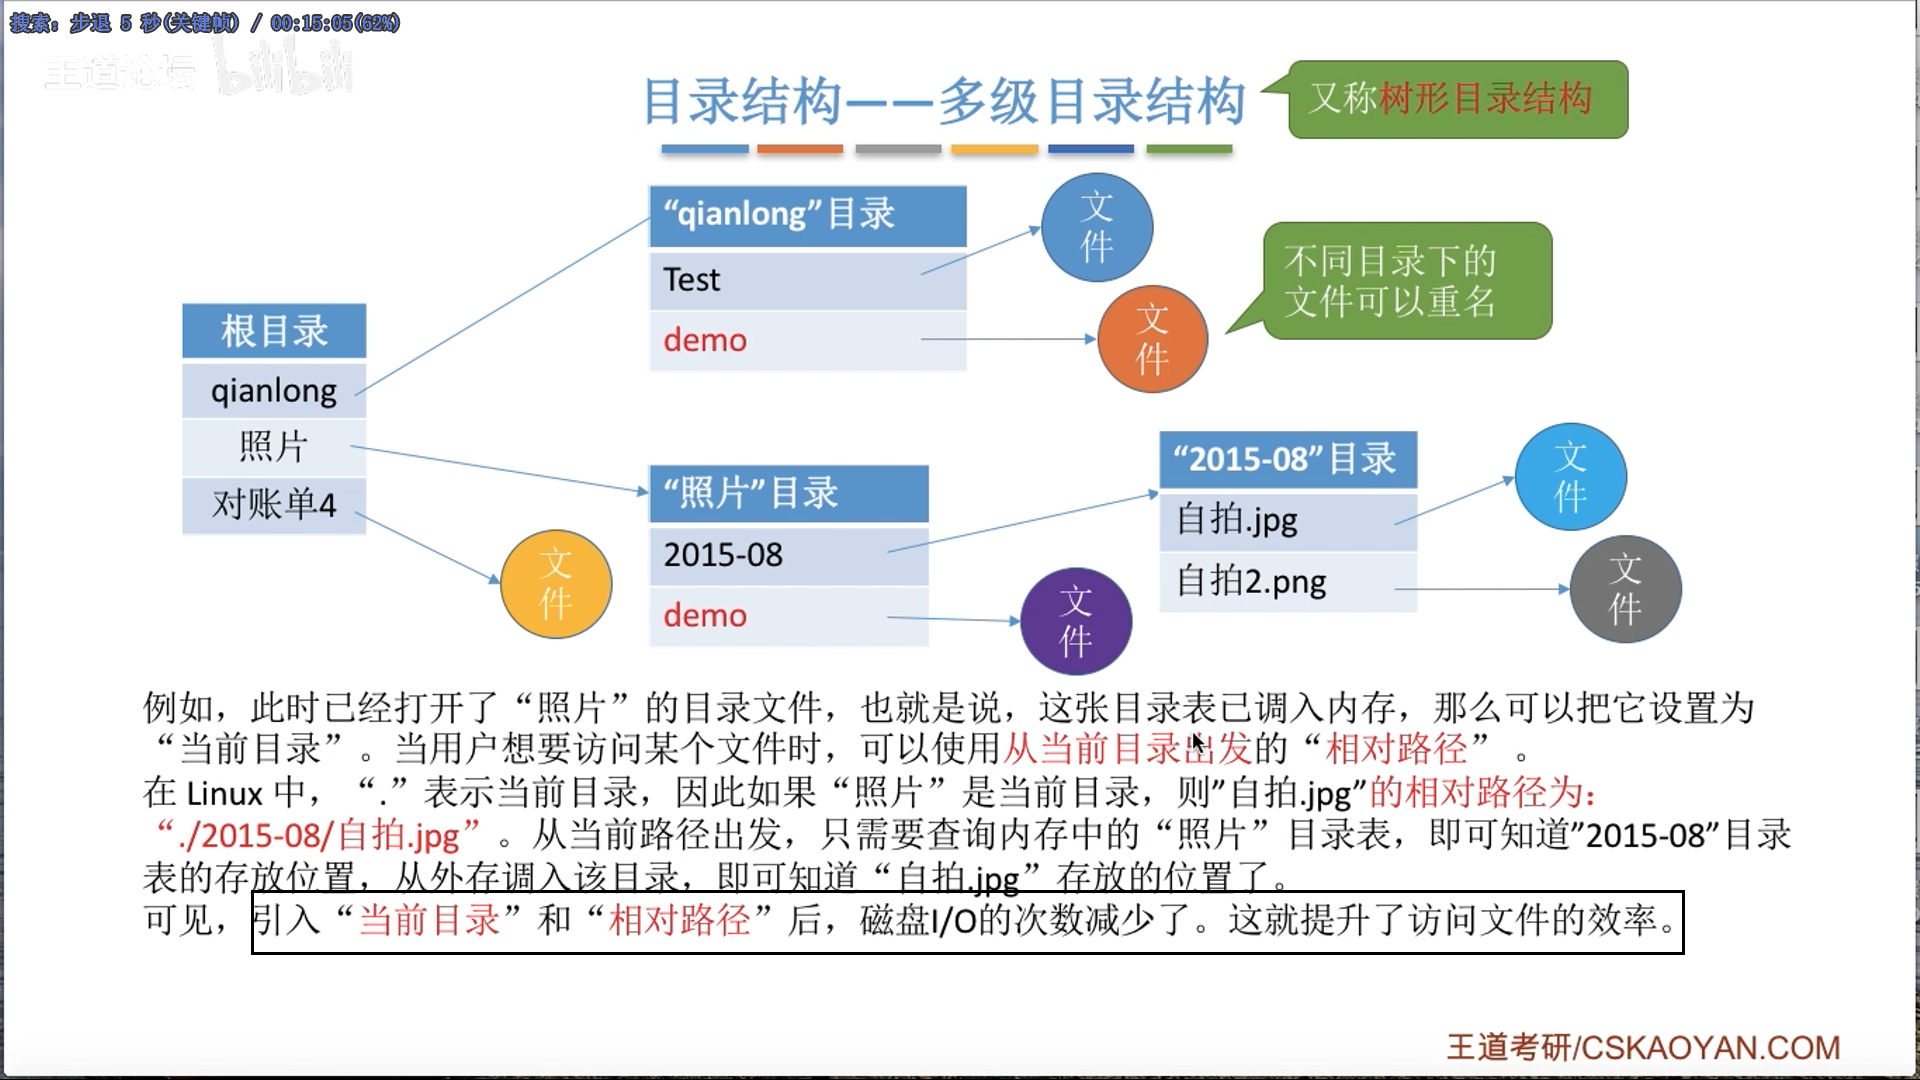 搜索: 步退 5 秒(关键帧) / 00:15:05(62%)
王道论坛 bilibili
目录结构——多级目录结构
又称树形目录结构
“qianlong”目录
Test
demo
文件
文件
不同目录下的
文件可以重名
根目录
qianlong
照片
对账单4
文件
“照片”目录
2015-08
demo
文件
“2015-08”目录
自拍.jpg
自拍2.png
文件
文件
例如，此时已经打开了“照片”的目录文件，也就是说，这张目录表已调入内存，那么可以把它设置为
“当前目录”。当用户想要访问某个文件时，可以使用从当前目录出发的“相对路径”。
在 Linux 中，“.”表示当前目录，因此如果“照片”是当前目录，则”自拍.jpg”的相对路径为：
“./2015-08/自拍.jpg”。从当前路径出发，只需要查询内存中的“照片”目录表，即可知道”2015-08”目录
表的存放位置，从外存调入该目录，即可知道“自拍.jpg”存放的位置了。
可见，引入“当前目录”和“相对路径”后，磁盘I/O的次数减少了。这就提升了访问文件的效率。
王道考研/CSKAOYAN.COM